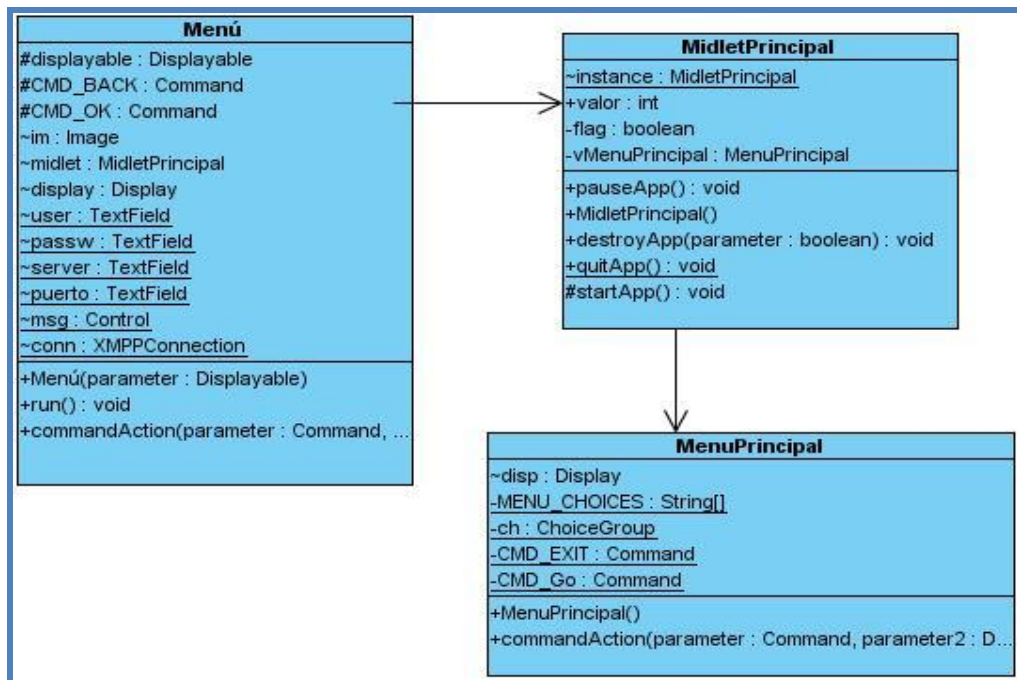 Menú
#displayable : Displayable
#CMD_BACK : Command
#CMD_OK : Command
~im : Image
~midlet : MidletPrincipal
~display : Display
~user : TextField
~passw : TextField
~server : TextField
~puerto : TextField
~msg : Control
~conn : XMPPConnection
+Menú(parameter : Displayable)
+run() : void
+commandAction(parameter : Command, ...
MidletPrincipal
~instance : MidletPrincipal
+valor : int
-flag : boolean
-vMenuPrincipal : MenuPrincipal
+pauseApp() : void
+MidletPrincipal()
+destroyApp(parameter : boolean) : void
+quitApp() : void
#startApp() : void
MenuPrincipal
~disp : Display
-MENU_CHOICES : String[]
-ch : ChoiceGroup
-CMD_EXIT : Command
-CMD_Go : Command
+MenuPrincipal()
+commandAction(parameter : Command, parameter2 : D...